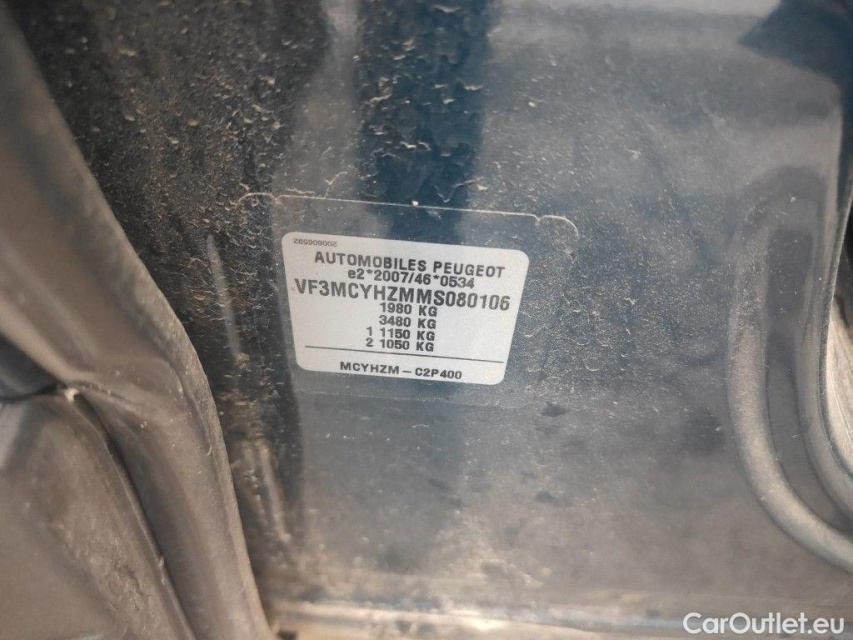 200606592
AUTOMOBILES PEUGEOT
e2*2007/46*0534
VF3MCYHZMMS080106
1980 KG
3480 KG
1 1150 KG
2 1050 KG
MCYHZM - C2P400
CarOutlet.eu